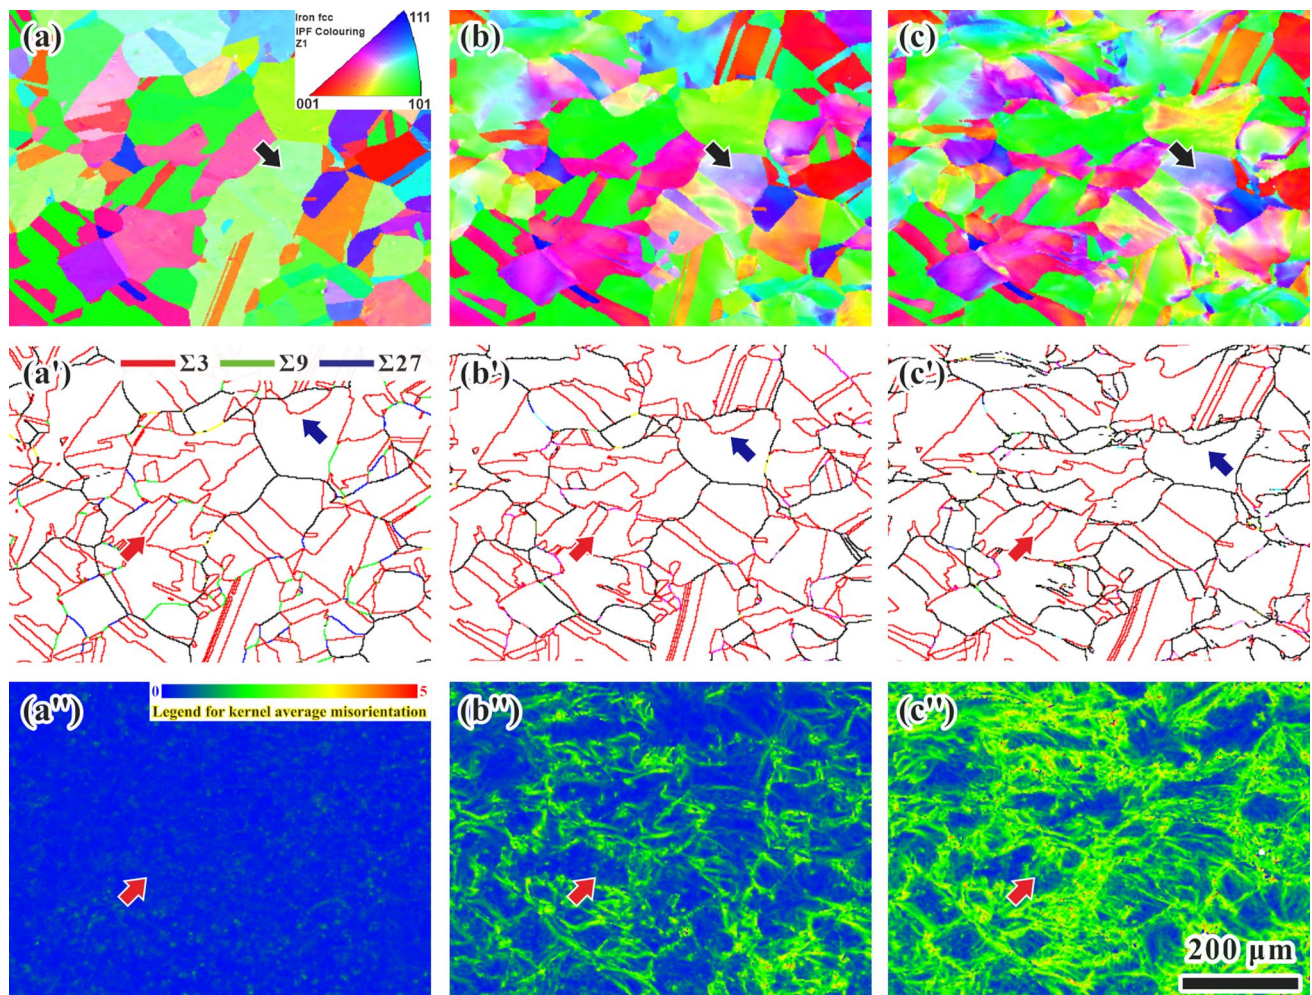 (a)
Iron fcc
IPF Colouring
Z1
111
001
101
(b)
(c)
(a')
Σ3
Σ9
Σ27
(b')
(c')
(a'')
0
5
Legend for kernel average misorientation
(b'')
(c'')
200 μm